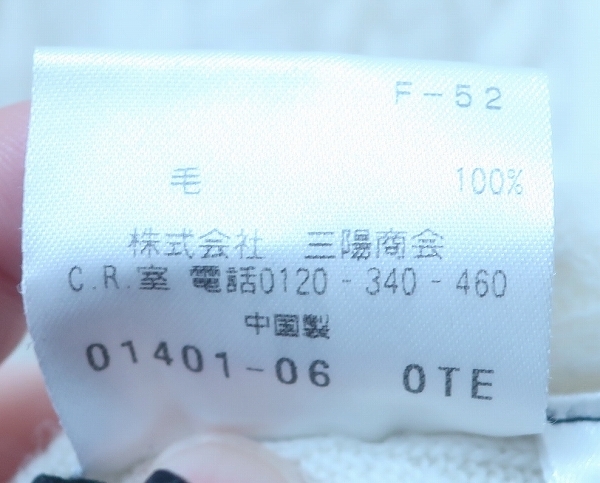 F-52
毛 100%
株式会社 三陽商会
C.R.室 電話0120-340-460
中国製
01401-06 OTE